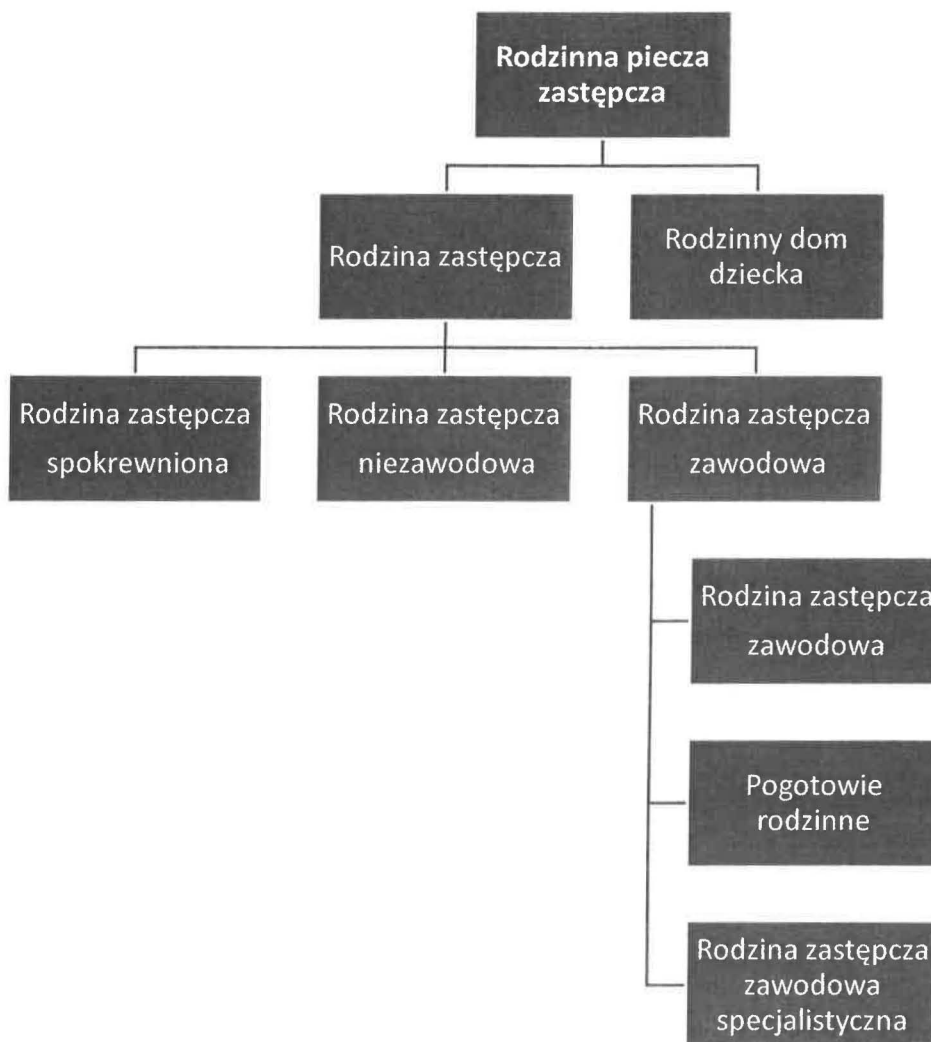 Rodzinna piecza
zastępcza
Rodzina zastępcza
Rodzinny dom
dziecka
Rodzina zastępcza
spokrewniona
Rodzina zastępcza
niezawodowa
Rodzina zastępcza
zawodowa
Rodzina zastępcza
zawodowa
Pogotowie
rodzinne
Rodzina zastępcza
zawodowa
specjalistyczna